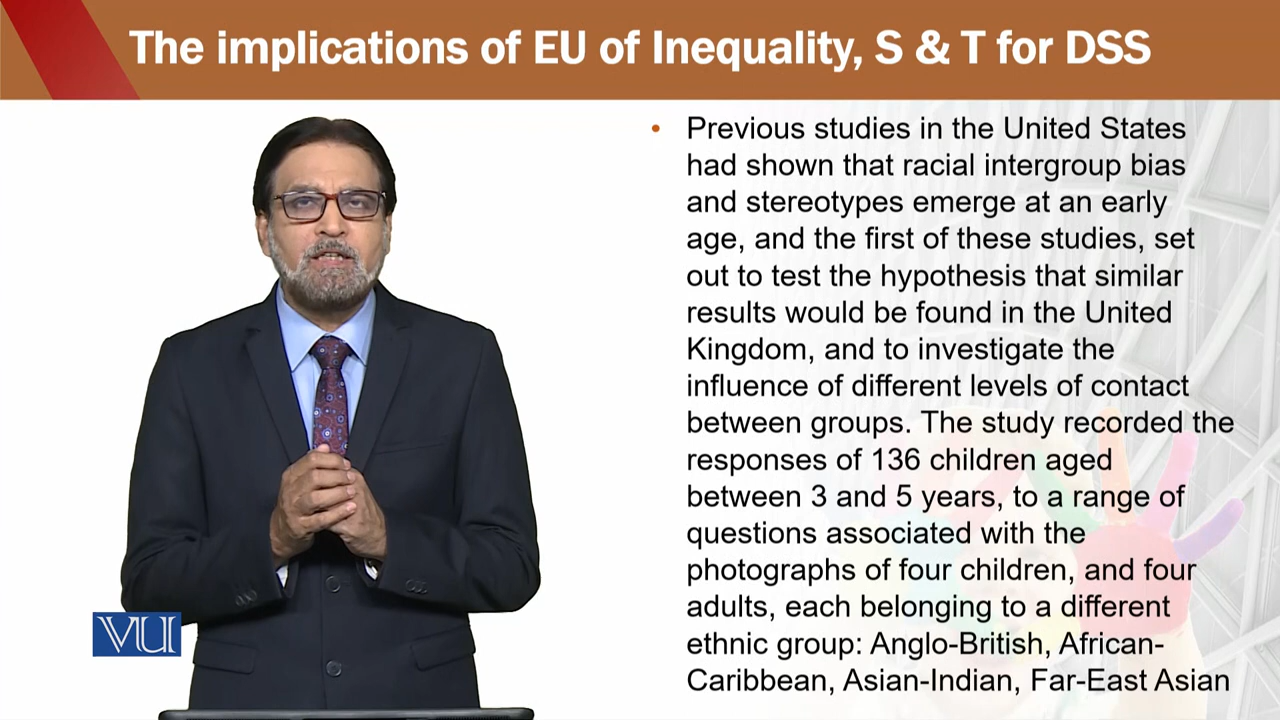 The implications of EU of Inequality, S & T for DSS
• Previous studies in the United States
had shown that racial intergroup bias
and stereotypes emerge at an early
age, and the first of these studies, set
out to test the hypothesis that similar
results would be found in the United
Kingdom, and to investigate the
influence of different levels of contact
between groups. The study recorded the
responses of 136 children aged
between 3 and 5 years, to a range of
questions associated with the
photographs of four children, and four
adults, each belonging to a different
ethnic group: Anglo-British, African-
Caribbean, Asian-Indian, Far-East Asian
VU